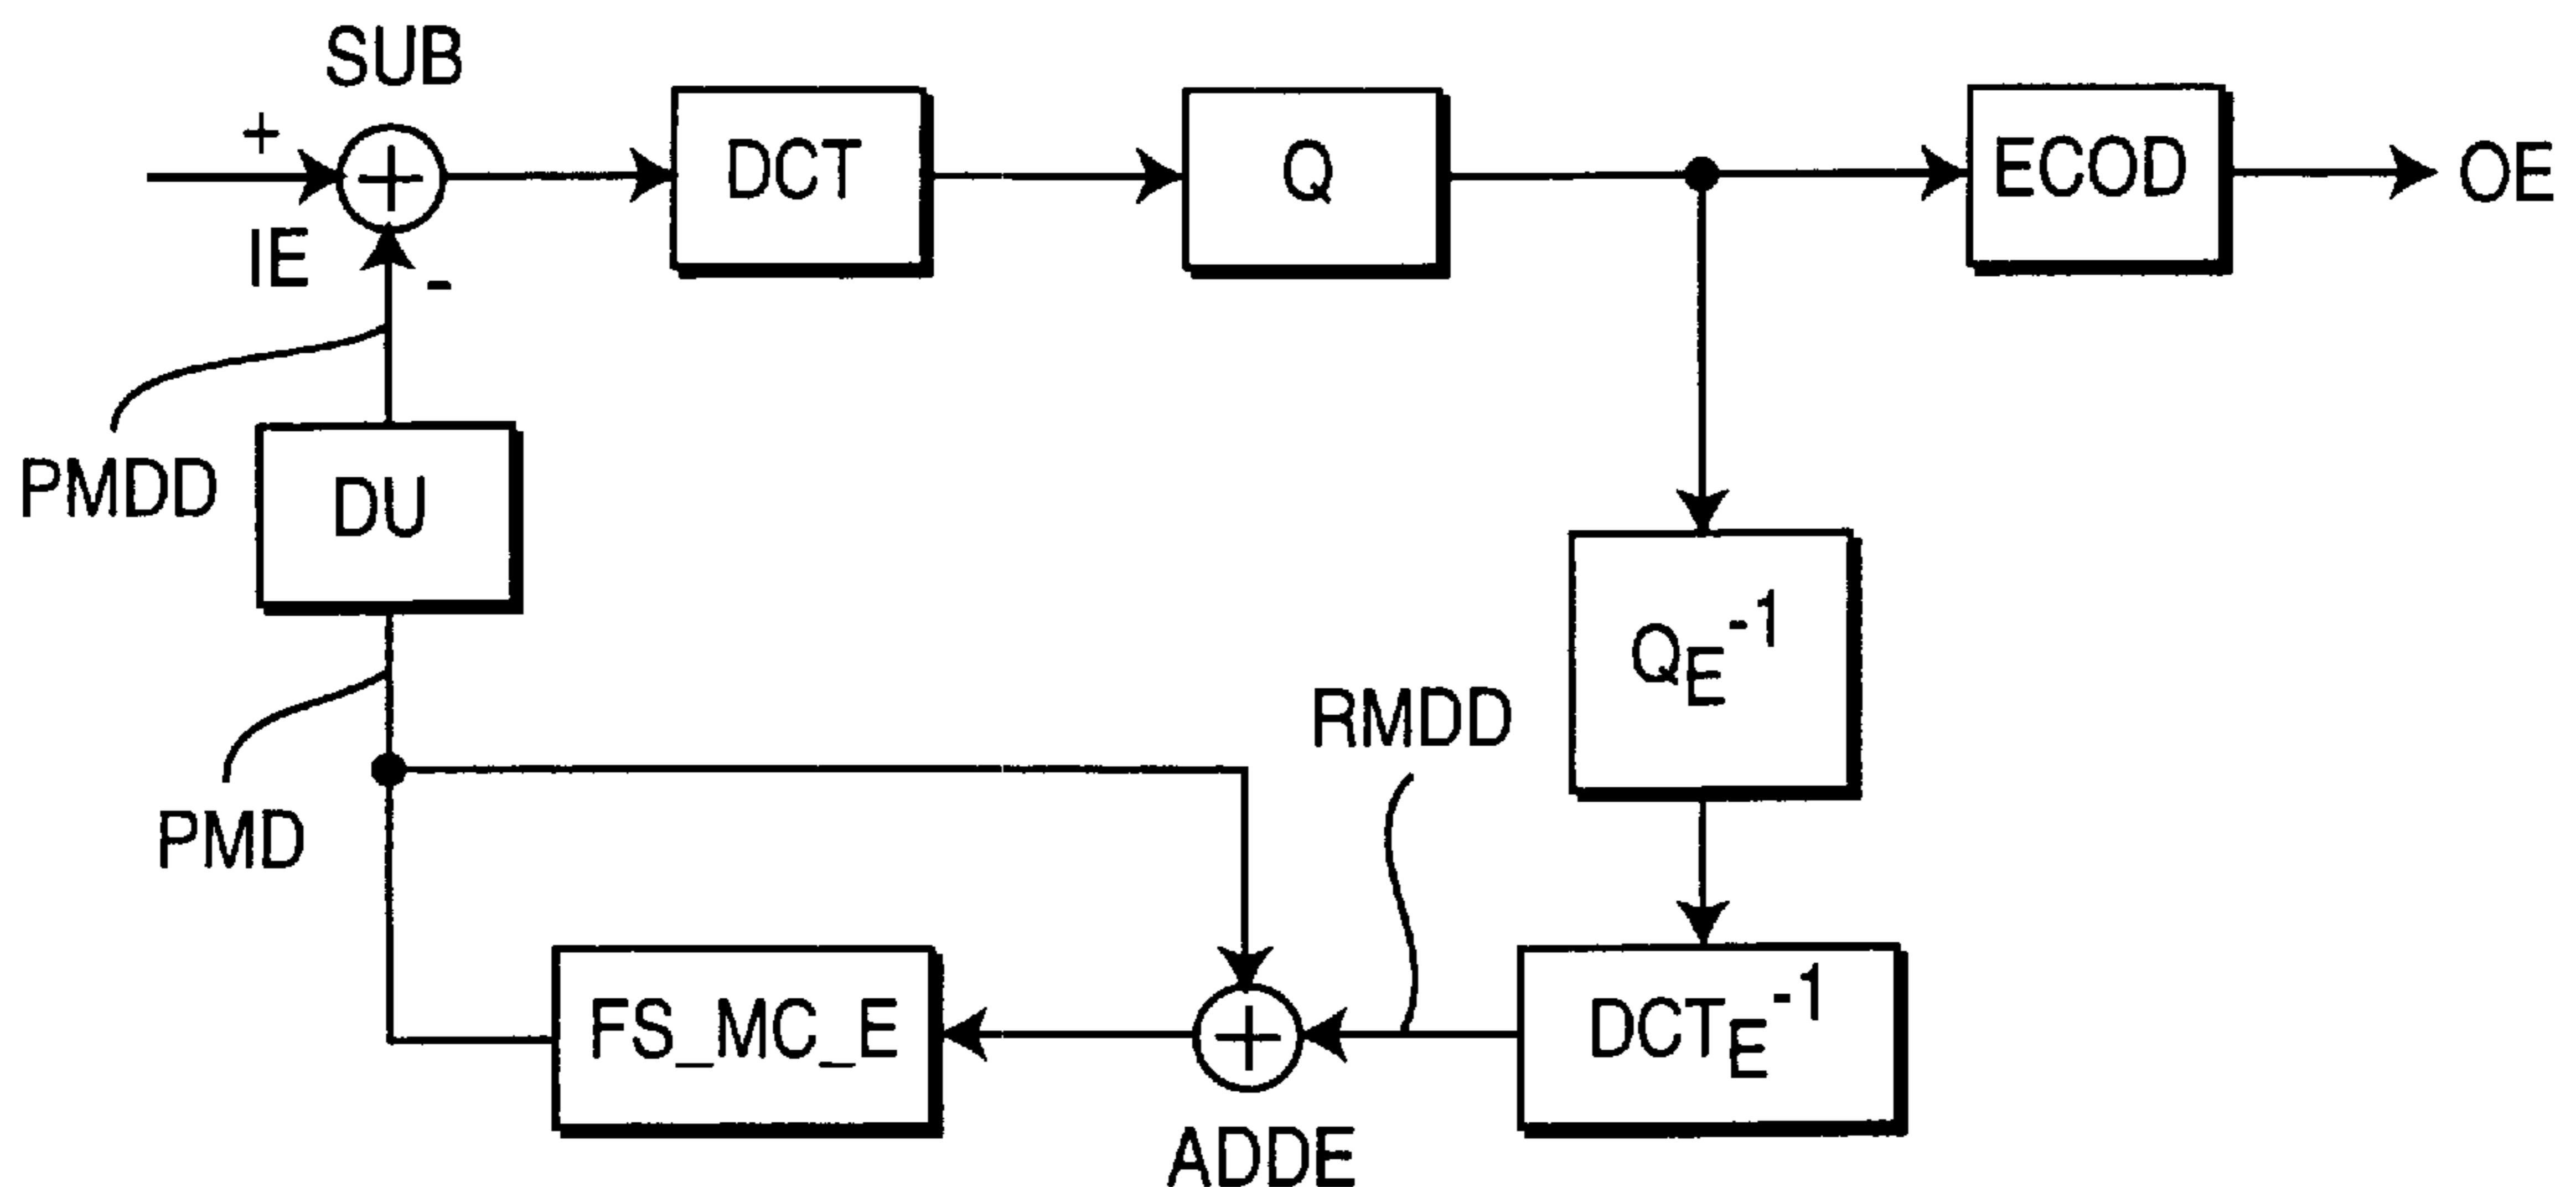 SUB
+
IE
-
DCT
Q
ECOD
OE
PMDD
DU
QE-1
RMDD
PMD
FS_MC_E
DCTE-1
ADDE